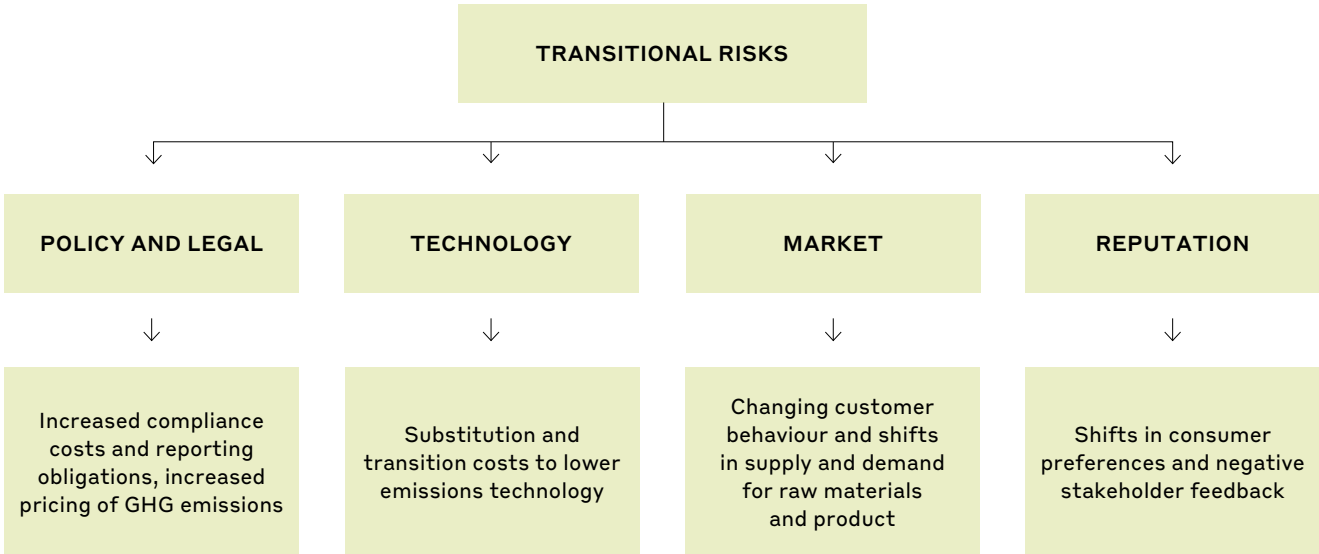 TRANSITIONAL RISKS
POLICY AND LEGAL
TECHNOLOGY
MARKET
REPUTATION
Increased compliance
costs and reporting
obligations, increased
pricing of GHG emissions
Substitution and
transition costs to lower
emissions technology
Changing customer
behaviour and shifts
in supply and demand
for raw materials
and product
Shifts in consumer
preferences and negative
stakeholder feedback